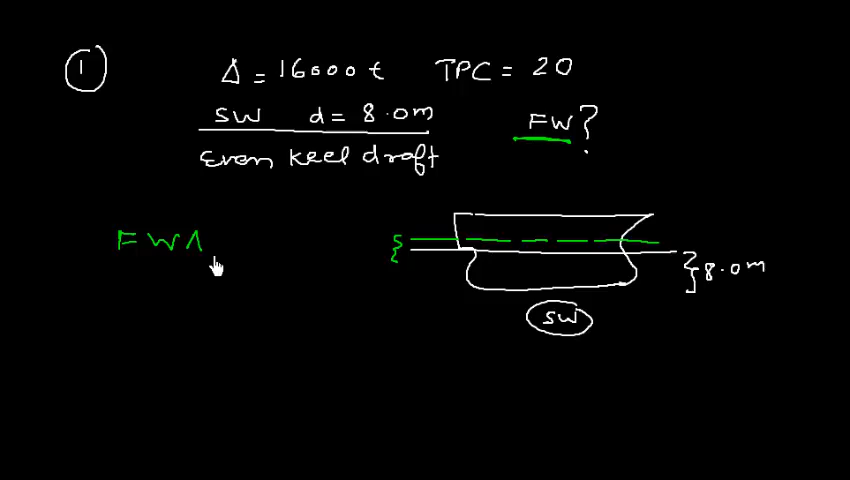 1 Δ = 16000 t TPC = 20
SW d = 8.0m FW?
Even keel draft
FWA
8.0m
SW